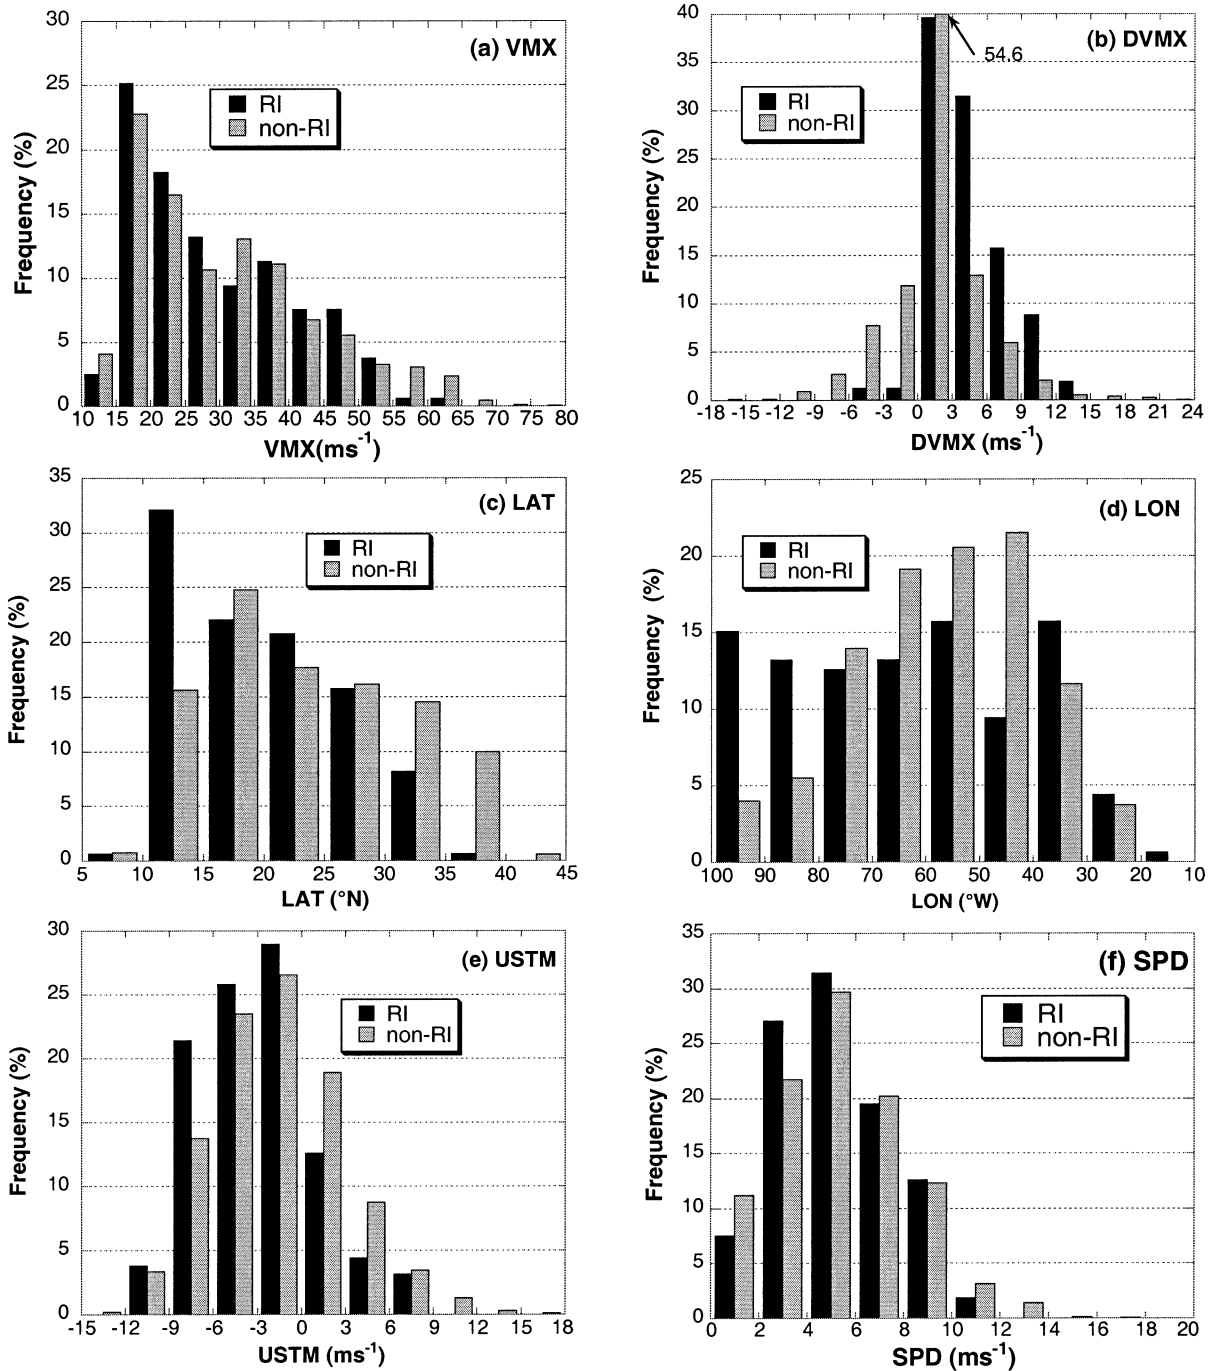 (a) VMX
RI
non-RI
Frequency (%)
30
25
20
15
10
5
0
10 15 20 25 30 35 40 45 50 55 60 65 70 75 80
VMX(ms-1)
(b) DVMX
54.6
RI
non-RI
Frequency (%)
40
35
30
25
20
15
10
5
0
-18 -15 -12 -9 -6 -3 0 3 6 9 12 15 18 21 24
DVMX (ms-1)
(c) LAT
RI
non-RI
Frequency (%)
35
30
25
20
15
10
5
0
5 10 15 20 25 30 35 40 45
LAT (°N)
(d) LON
RI
non-RI
Frequency (%)
25
20
15
10
5
0
100 90 80 70 60 50 40 30 20 10
LON (°W)
(e) USTM
RI
non-RI
Frequency (%)
30
25
20
15
10
5
0
-15 -12 -9 -6 -3 0 3 6 9 12 15 18
USTM (ms-1)
(f) SPD
RI
non-RI
Frequency (%)
35
30
25
20
15
10
5
0
0 2 4 6 8 10 12 14 16 18 20
SPD (ms-1)